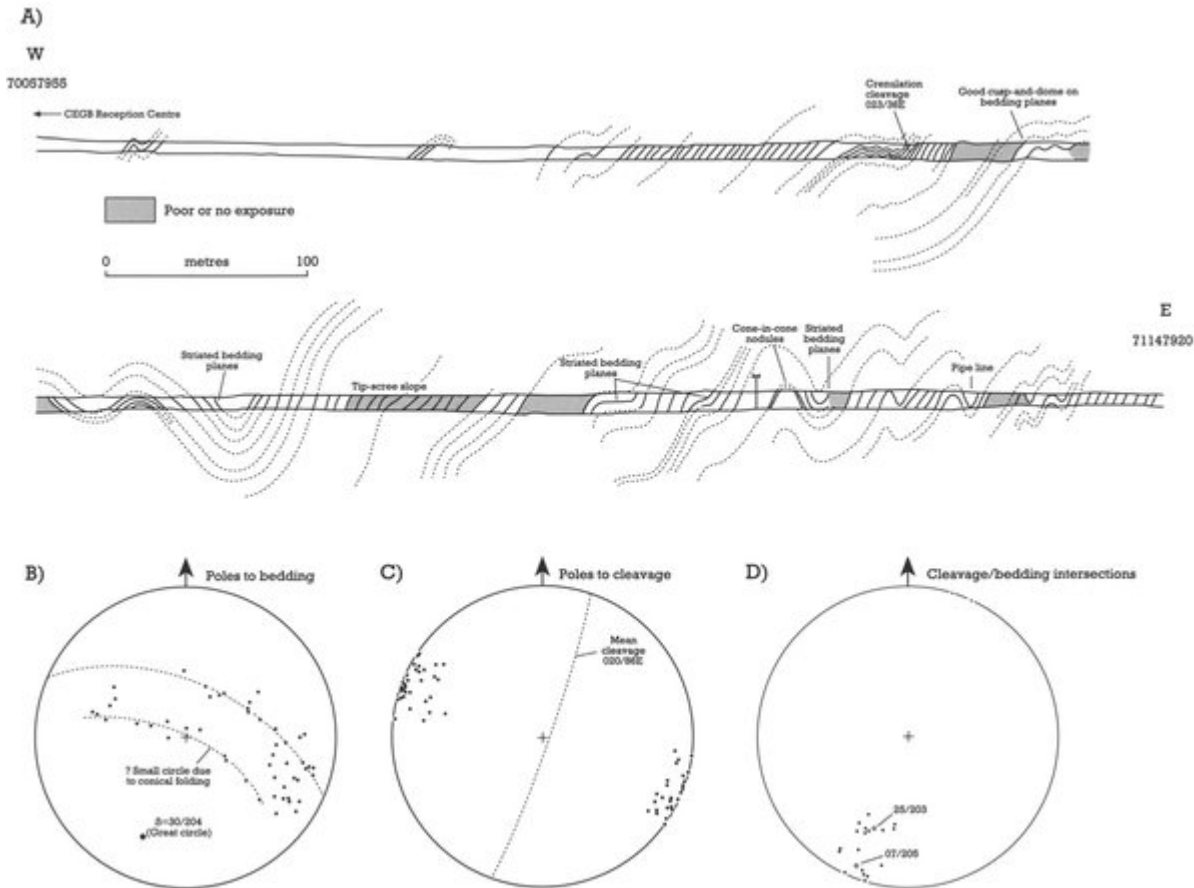 A)
W
70057955
CEGB Reception Centre
Crenulation
cleavage
023/36E
Good cusp-and-dome on
bedding planes
Poor or no exposure
0 metres 100
E
71147920
Striated bedding
planes
Tip-scree slope
Striated bedding
planes
Cone-in-cone
nodules
Striated
bedding
planes
Pipe line
B)
Poles to bedding
? Small circle due
to conical folding
β=30/204
(Great circle)
C)
Poles to cleavage
Mean
cleavage
020/86E
D)
Cleavage/bedding intersections
25/203
07/205